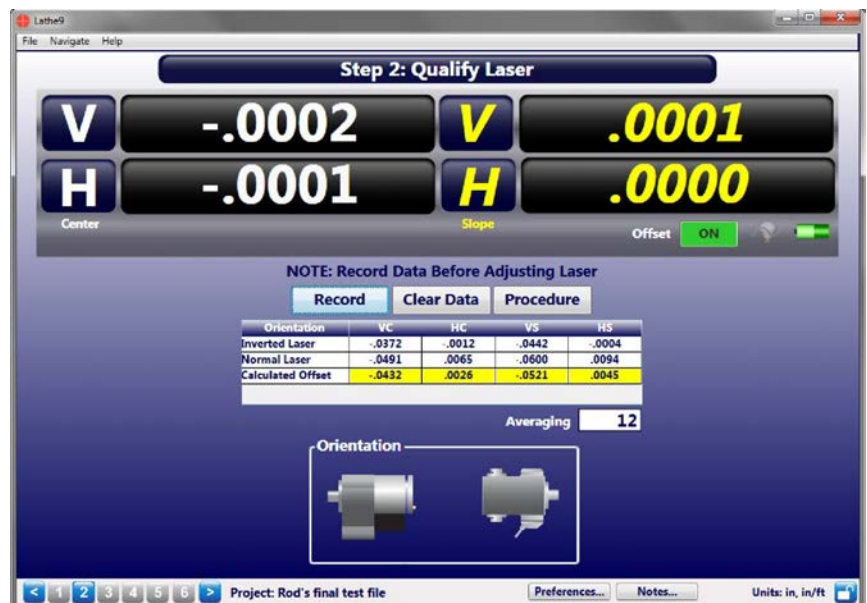 Lathe9
File Navigate Help
Step 2: Qualify Laser
V -.0002 V .0001
H -.0001 H .0000
Center Slope
Offset ON
NOTE: Record Data Before Adjusting Laser
Record Clear Data Procedure
Orientation VC HC VS HS
Inverted Laser -.0372 -.0012 -.0442 -.0004
Normal Laser -.0491 .0065 -.0600 .0094
Calculated Offset -.0432 .0026 -.0521 .0045
Averaging 12
Orientation
< 1 2 3 4 5 6 > Project: Rod's final test file Preferences... Notes... Units: in, in/ft